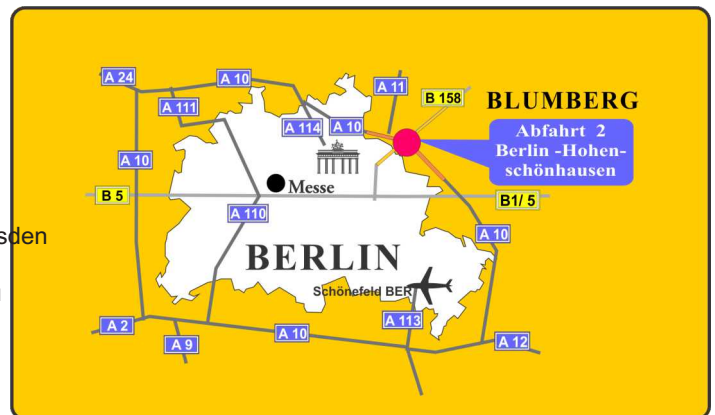 A 24
A 10
A 11
A 111
B 158
BLUMBERG
A 114
A 10
Abfahrt 2
Berlin -Hohen-
schönhausen
A 10
Messe
B 5
B1/ 5
A 110
A 10
sden
BERLIN
Schönefeld BER
A 2
A 9
A 10
A 113
A 12